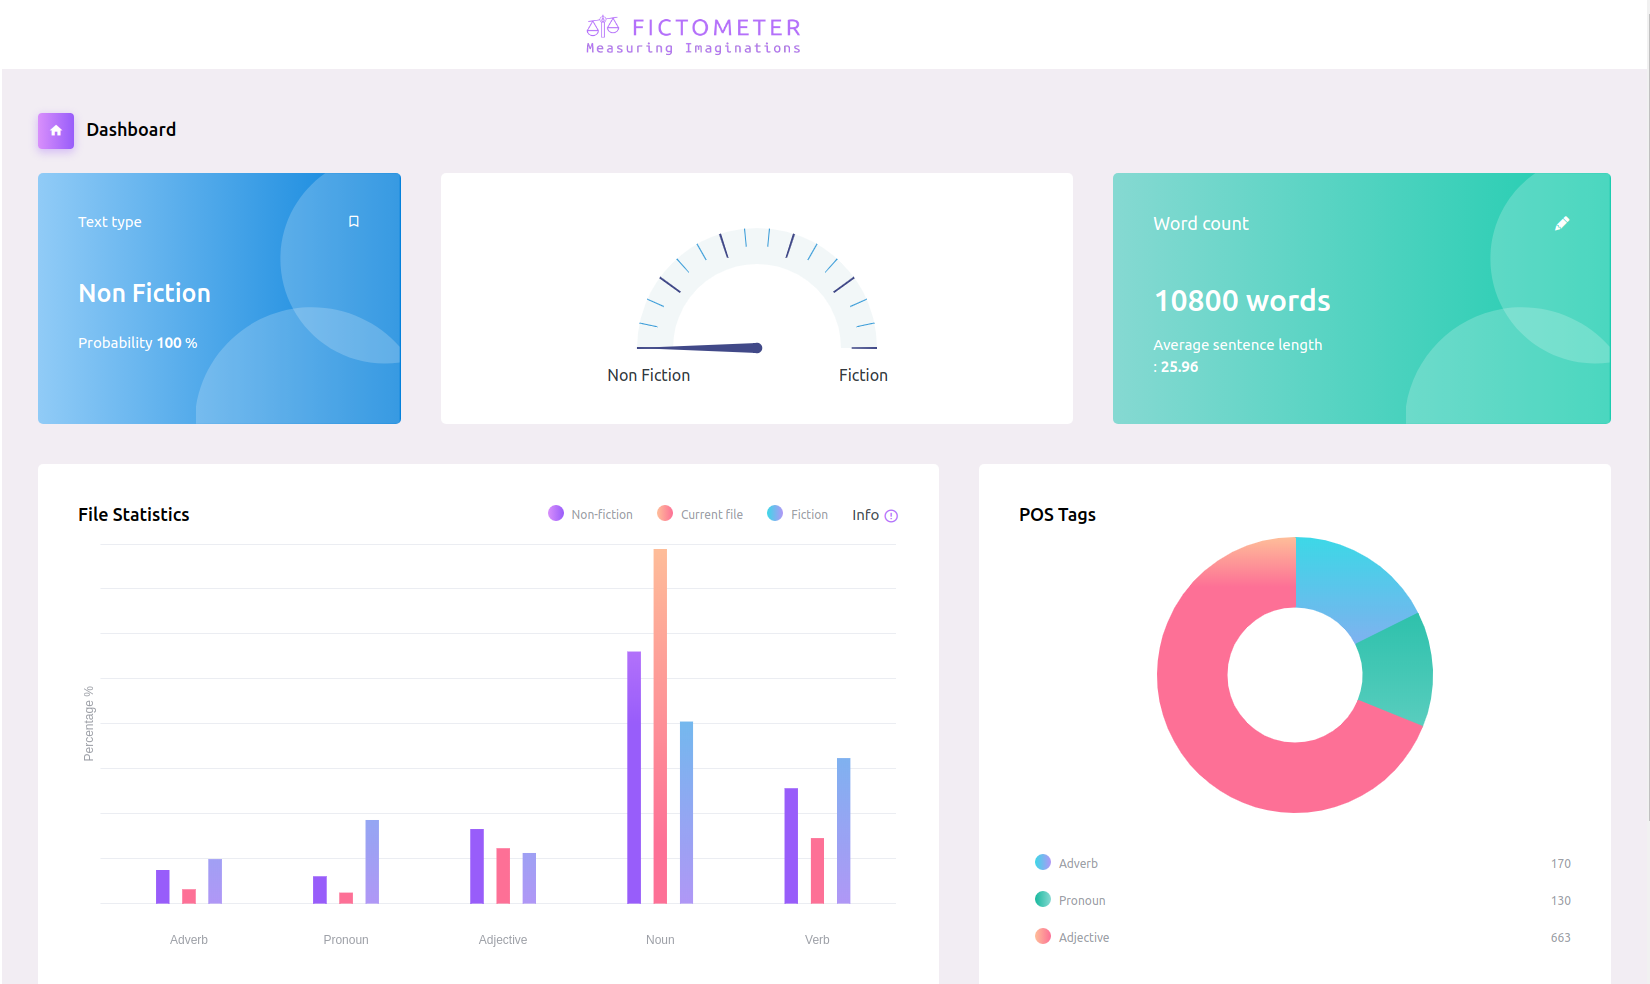 FICTOMETER
Measuring Imaginations
Dashboard
Text type
Non Fiction
Probability 100 %
Non Fiction
Fiction
Word count
10800 words
Average sentence length
: 25.96
File Statistics
Non-fiction
Current file
Fiction
Info
Percentage %
Adverb
Pronoun
Adjective
Noun
Verb
POS Tags
Adverb 170
Pronoun 130
Adjective 663